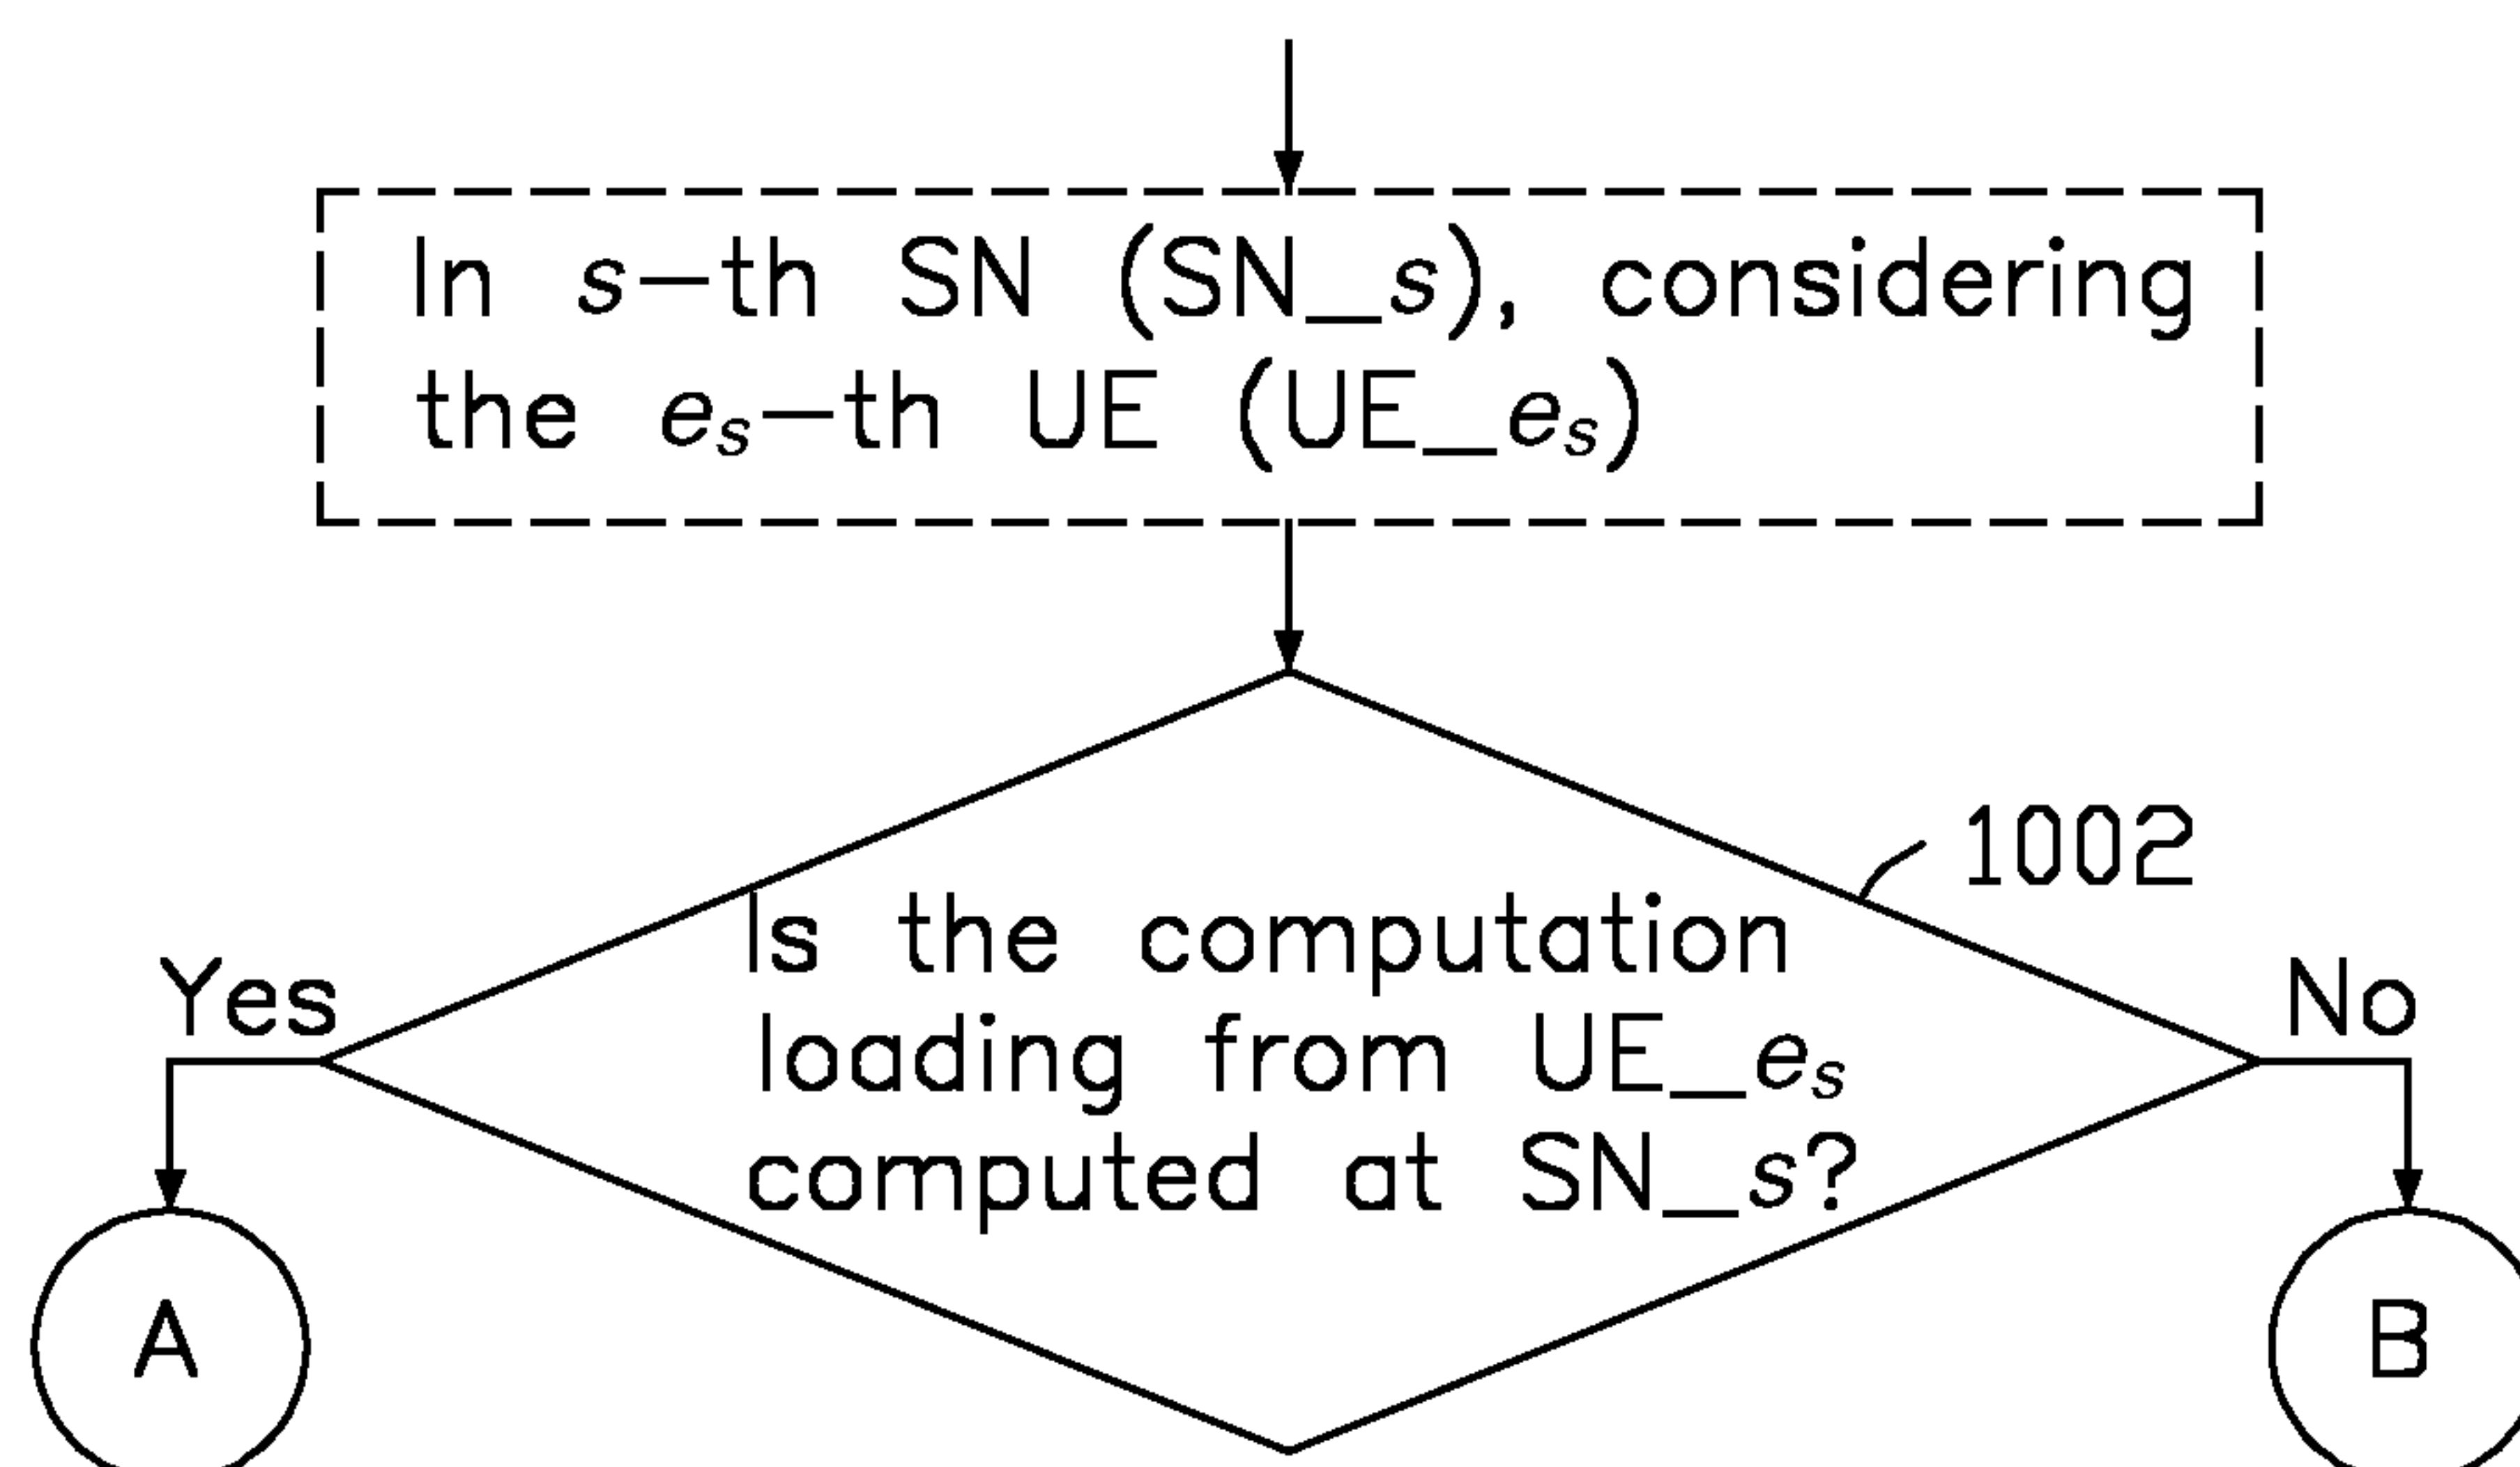 In s-th SN (SN_s), considering
the eₛ-th UE (UE_eₛ)
1002
Is the computation
loading from UE_eₛ
computed at SN_s?
Yes
No
A
B